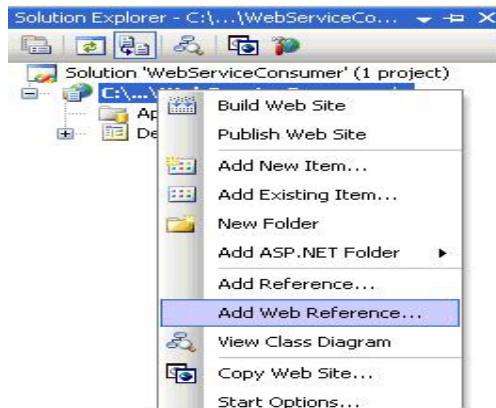 Solution Explorer - C:\...\WebServiceCo...
Solution 'WebServiceConsumer' (1 project)
C:\...\
Ap
De
Build Web Site
Publish Web Site
Add New Item...
Add Existing Item...
New Folder
Add ASP.NET Folder
Add Reference...
Add Web Reference...
View Class Diagram
Copy Web Site...
Start Options...